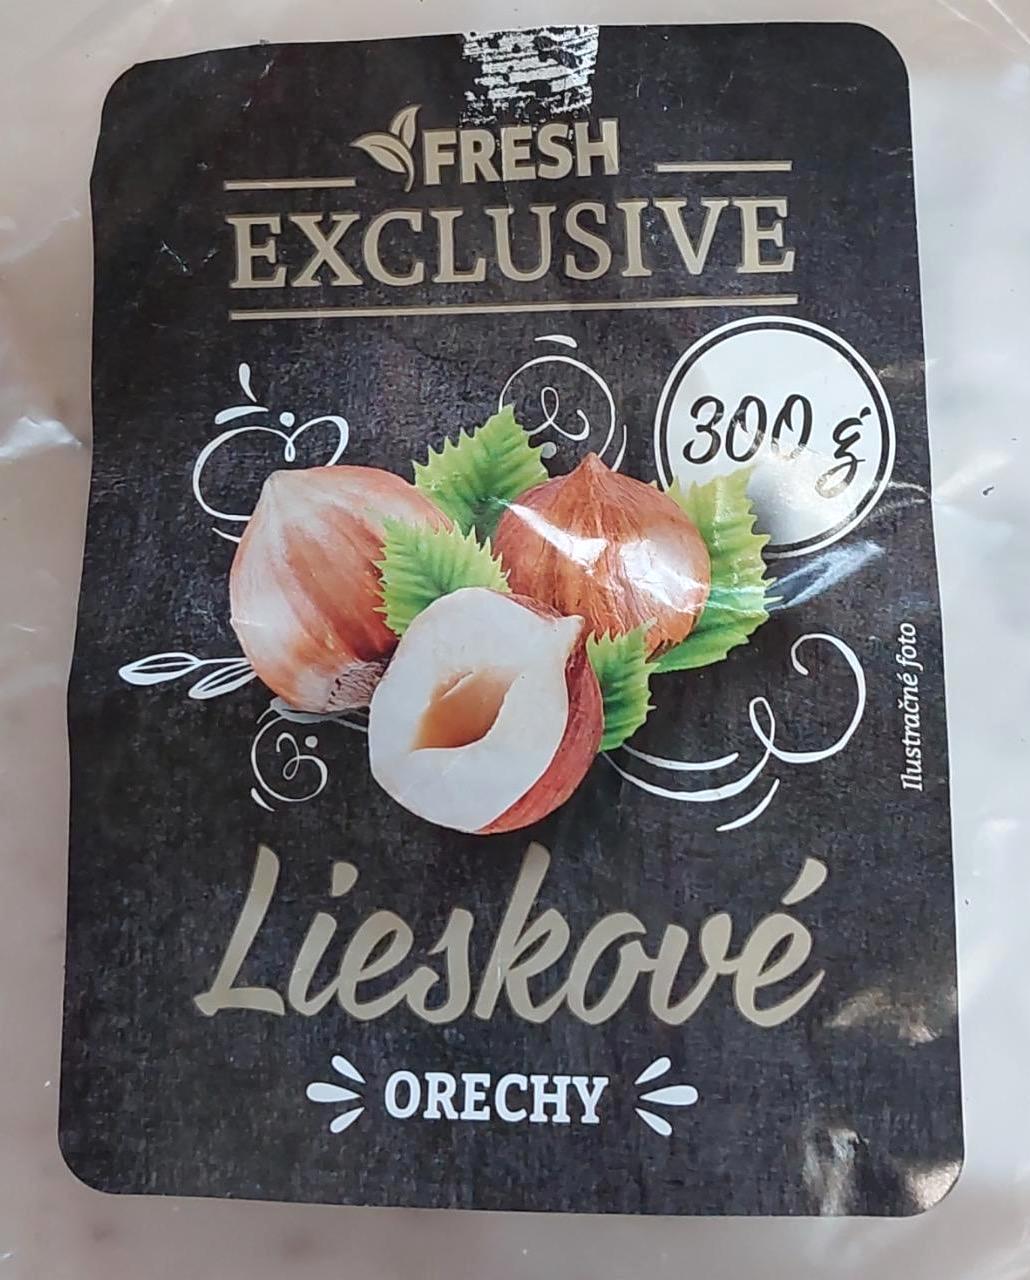 FRESH
EXCLUSIVE
300 g
Ilustračné foto
Lieskové
ORECHY